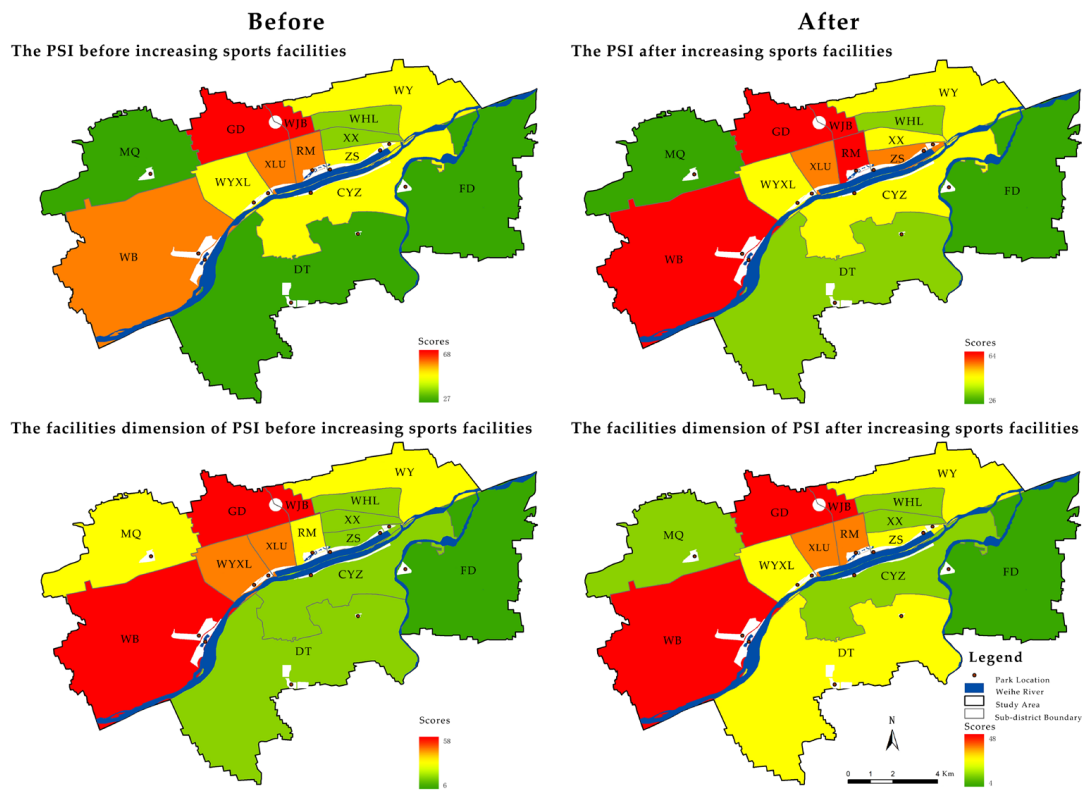 Before
After
The PSI before increasing sports facilities
The PSI after increasing sports facilities
WY
WHL
WJB
GD
XX
RM
ZS
MQ
XLU
WYXL
CYZ
FD
WB
DT
Scores
68
27
WY
WHL
WJB
GD
XX
RM
ZS
MQ
XLU
WYXL
CYZ
FD
WB
DT
Scores
61
26
The facilities dimension of PSI before increasing sports facilities
The facilities dimension of PSI after increasing sports facilities
WY
WHL
WJB
GD
XX
RM
ZS
MQ
XLU
WYXL
CYZ
FD
WB
DT
Scores
58
6
WY
WHL
WJB
GD
XX
RM
ZS
MQ
XLU
WYXL
CYZ
FD
WB
DT
Legend
Park Location
Weihe River
Study Area
Sub-district Boundary
Scores
48
4
N
0 1 2 4 Km